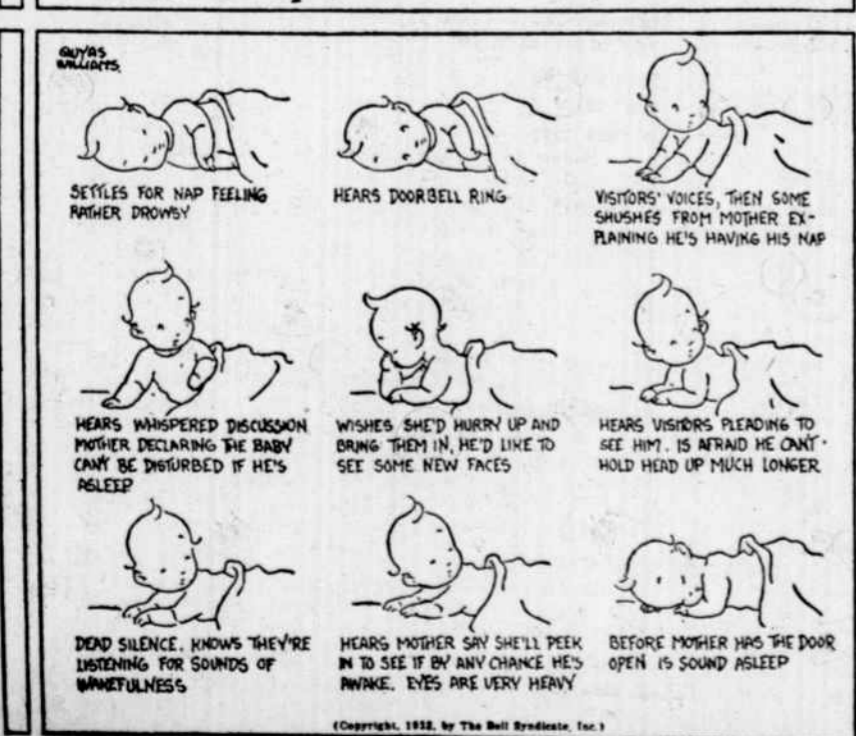 GLUYAS
WILLIAMS
SETTLES FOR NAP FEELING
RATHER DROWSY
HEARS DOORBELL RING
VISITORS' VOICES, THEN SOME
SHUSHES FROM MOTHER EX-
PLAINING HE'S HAVING HIS NAP
HEARS WHISPERED DISCUSSION
MOTHER DECLARING THE BABY
CAN'T BE DISTURBED IF HE'S
ASLEEP
WISHES SHE'D HURRY UP AND
BRING THEM IN, HE'D LIKE TO
SEE SOME NEW FACES
HEARS VISITORS PLEADING TO
SEE HIM. IS AFRAID HE CAN'T
HOLD HEAD UP MUCH LONGER
DEAD SILENCE. KNOWS THEY'RE
LISTENING FOR SOUNDS OF
WAKEFULNESS
HEARS MOTHER SAY SHE'LL PEEK
IN TO SEE IF BY ANY CHANCE HE'S
AWAKE. EYES ARE VERY HEAVY
BEFORE MOTHER HAS THE DOOR
OPEN IS SOUND ASLEEP
(Copyright, 1932, by The Bell Syndicate, Inc.)